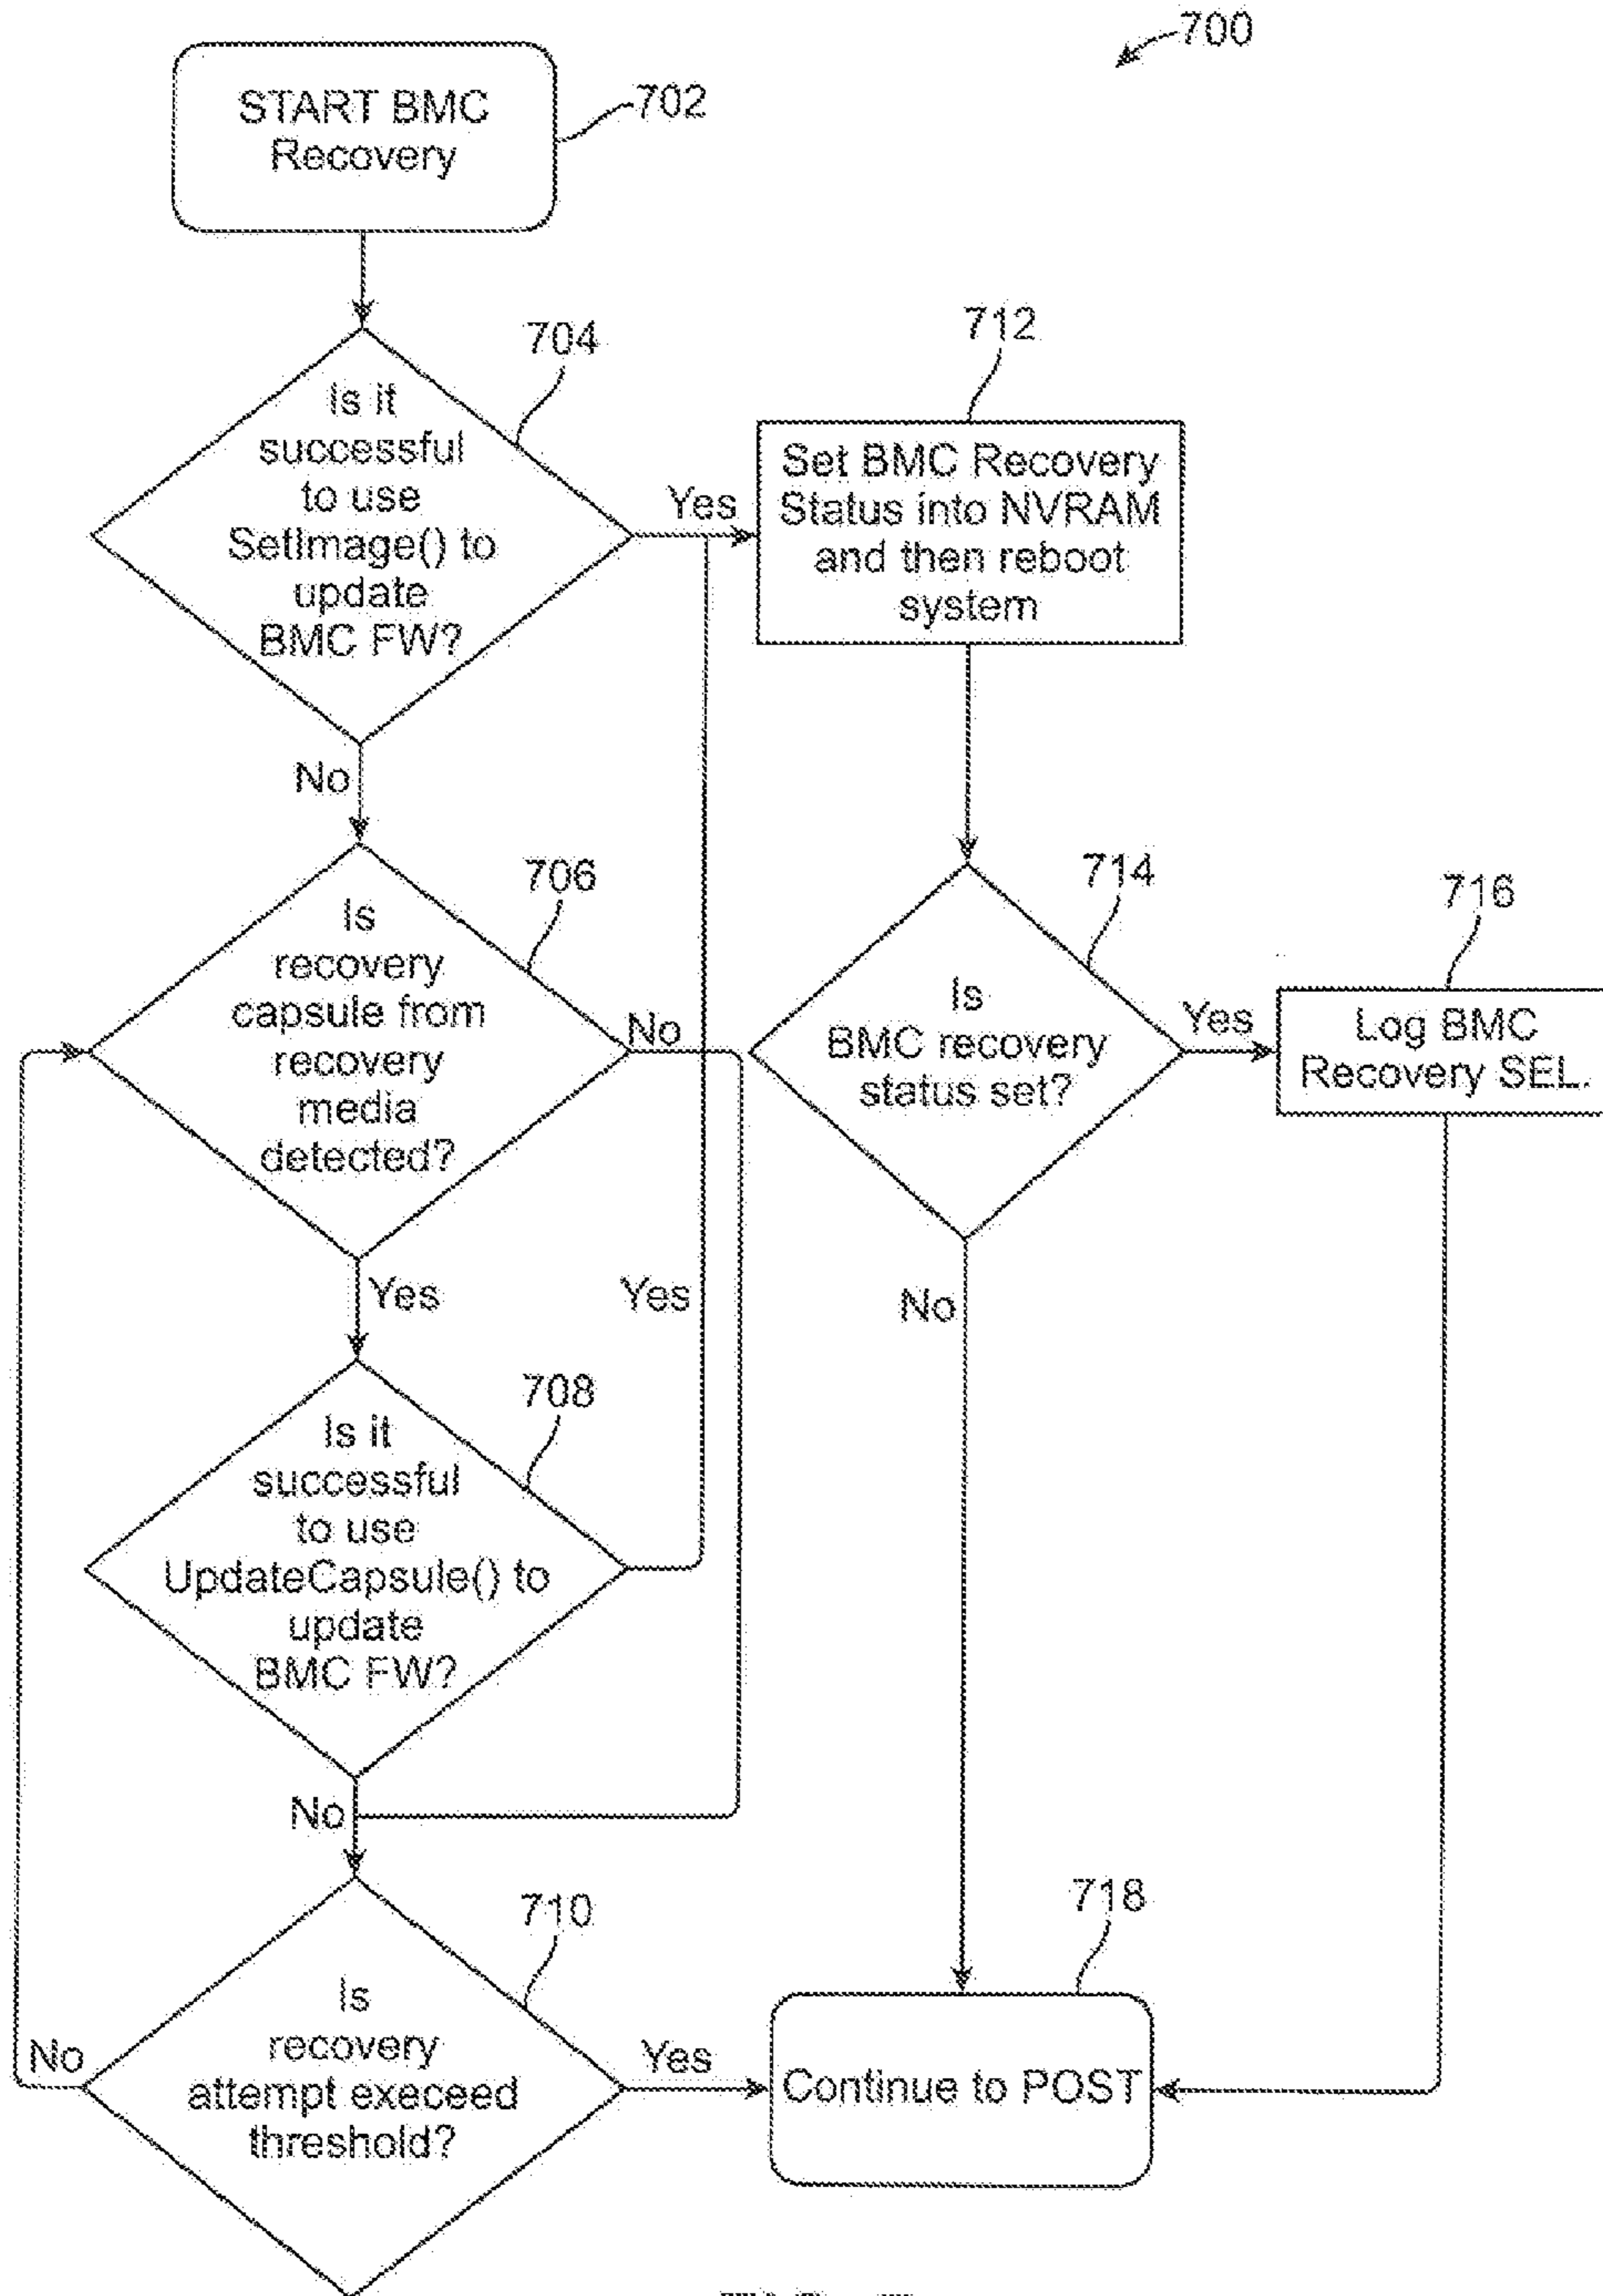 700
START BMC
Recovery
702
704
Is it
successful
to use
SetImage() to
update
BMC FW?
Yes
No
712
Set BMC Recovery
Status into NVRAM
and then reboot
system
706
Is
recovery
capsule from
recovery
media
detected?
No
Yes
714
Is
BMC recovery
status set?
Yes
No
716
Log BMC
Recovery SEL.
708
Is it
successful
to use
UpdateCapsule() to
update
BMC FW?
Yes
No
710
Is
recovery
attempt execeed
threshold?
No
Yes
718
Continue to POST